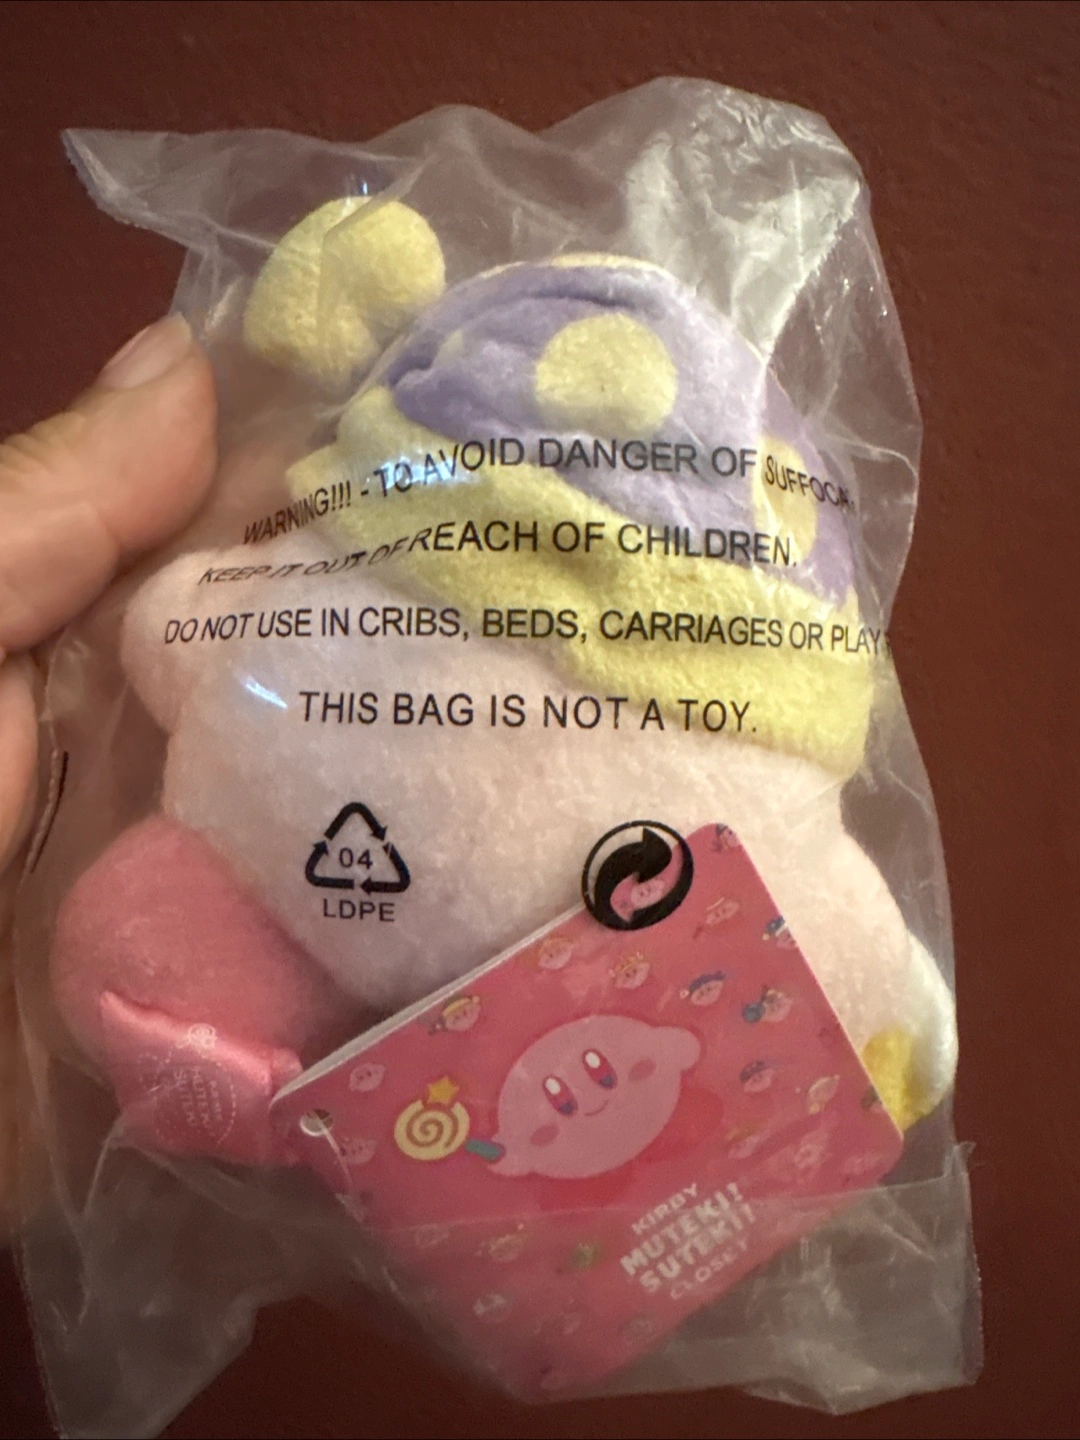 WARNING!!! - TO AVOID DANGER OF
KEEP IT OUT OF REACH OF CHILDREN.
DO NOT USE IN CRIBS, BEDS, CARRIAGES OR PLAY
THIS BAG IS NOT A TOY.
04
LDPE
KIRBY
MUTEKI!
SUTEKI!
CLOSET